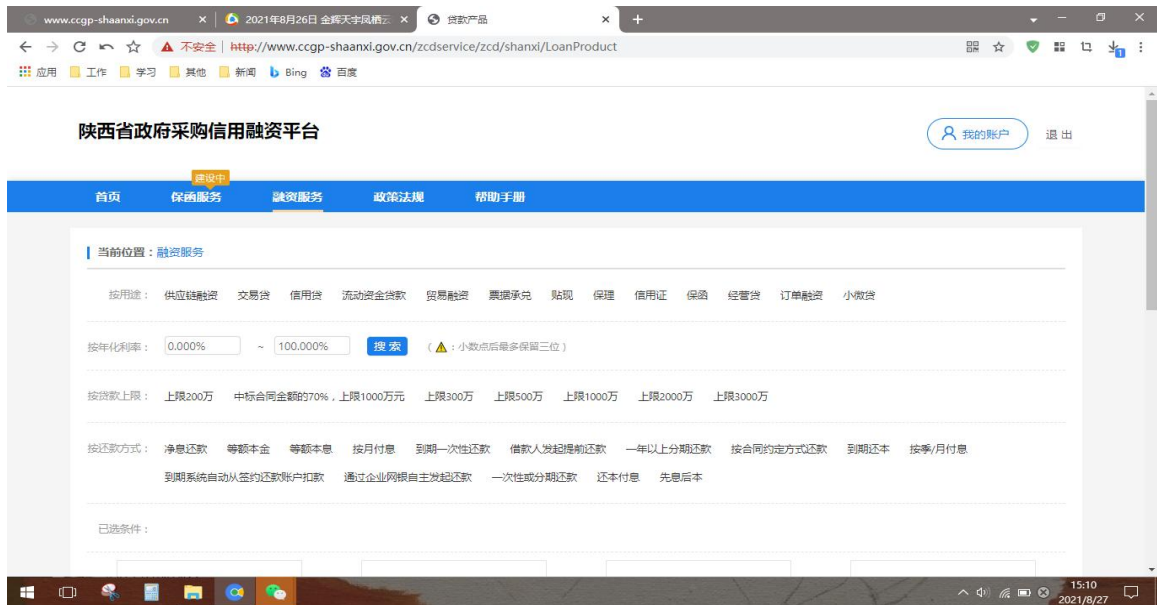 www.ccgp-shaanxi.gov.cn × 2021年8月26日 金辉天宇凤栖云 × 贷款产品 × +
不安全 | http://www.ccgp-shaanxi.gov.cn/zcdservice/zcd/shanxi/LoanProduct
应用 工作 学习 其他 新闻 Bing 百度
陕西省政府采购信用融资平台
我的账户 退出
建设中
首页 保函服务 融资服务 政策法规 帮助手册
当前位置：融资服务
按用途： 供应链融资 交易贷 信用贷 流动资金贷款 贸易融资 票据承兑 贴现 保理 信用证 保函 经营贷 订单融资 小微贷
按年化利率： 0.000% ~ 100.000% 搜索 （ ：小数点后最多保留三位）
按贷款上限： 上限200万 中标合同金额的70%，上限1000万元 上限300万 上限500万 上限1000万 上限2000万 上限3000万
按还款方式： 净息还款 等额本金 等额本息 按月付息 到期一次性还款 借款人发起提前还款 一年以上分期还款 按合同约定方式还款 到期还本 按季/月付息
到期系统自动从签约还款账户扣款 通过企业网银自主发起还款 一次性或分期还款 还本付息 先息后本
已选条件：
15:10
2021/8/27